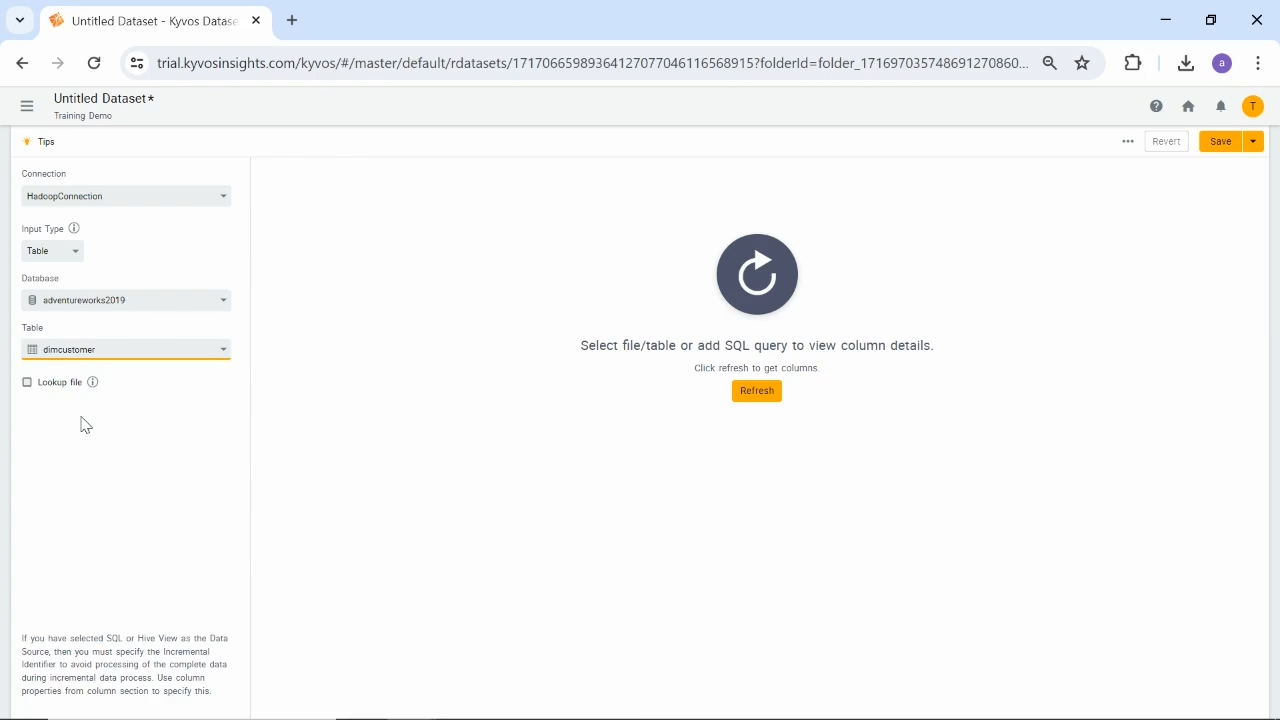 Untitled Dataset - Kyvos Datase
trial.kyvosinsights.com/kyvos/#/master/default/rdatasets/171706659893641270770461165689​15?folderId=folder_171697035748691270860...
a
Untitled Dataset*
Training Demo
T
Tips
Revert
Save
Connection
HadoopConnection
Input Type
Table
Database
adventureworks2019
Table
dimcustomer
Lookup file
Select file/table or add SQL query to view column details.
Click refresh to get columns.
Refresh
If you have selected SQL or Hive View as the Data
Source, then you must specify the Incremental
Identifier to avoid processing of the complete data
during incremental data process. Use column
properties from column section to specify this.